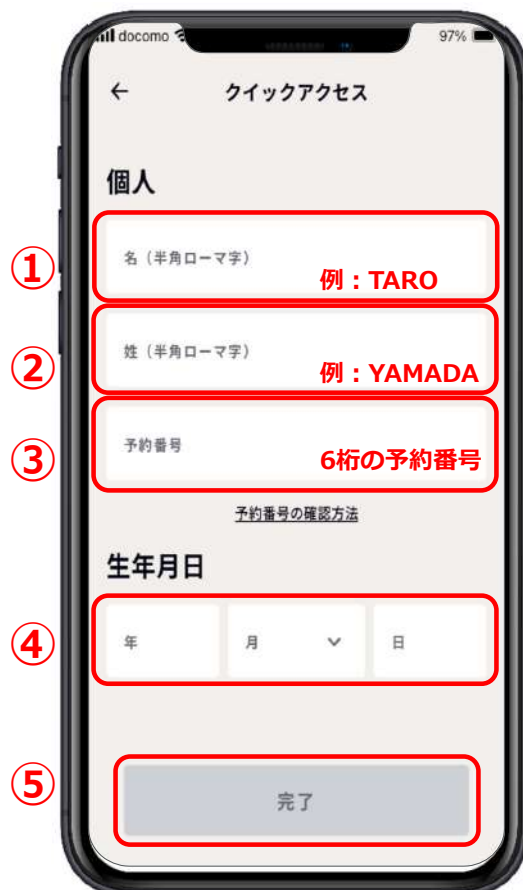 docomo 97%
クイックアクセス
個人
① 名（半角ローマ字） 例：TARO
② 姓（半角ローマ字） 例：YAMADA
③ 予約番号 6桁の予約番号
予約番号の確認方法
生年月日
④ 年 月 日
⑤ 完了